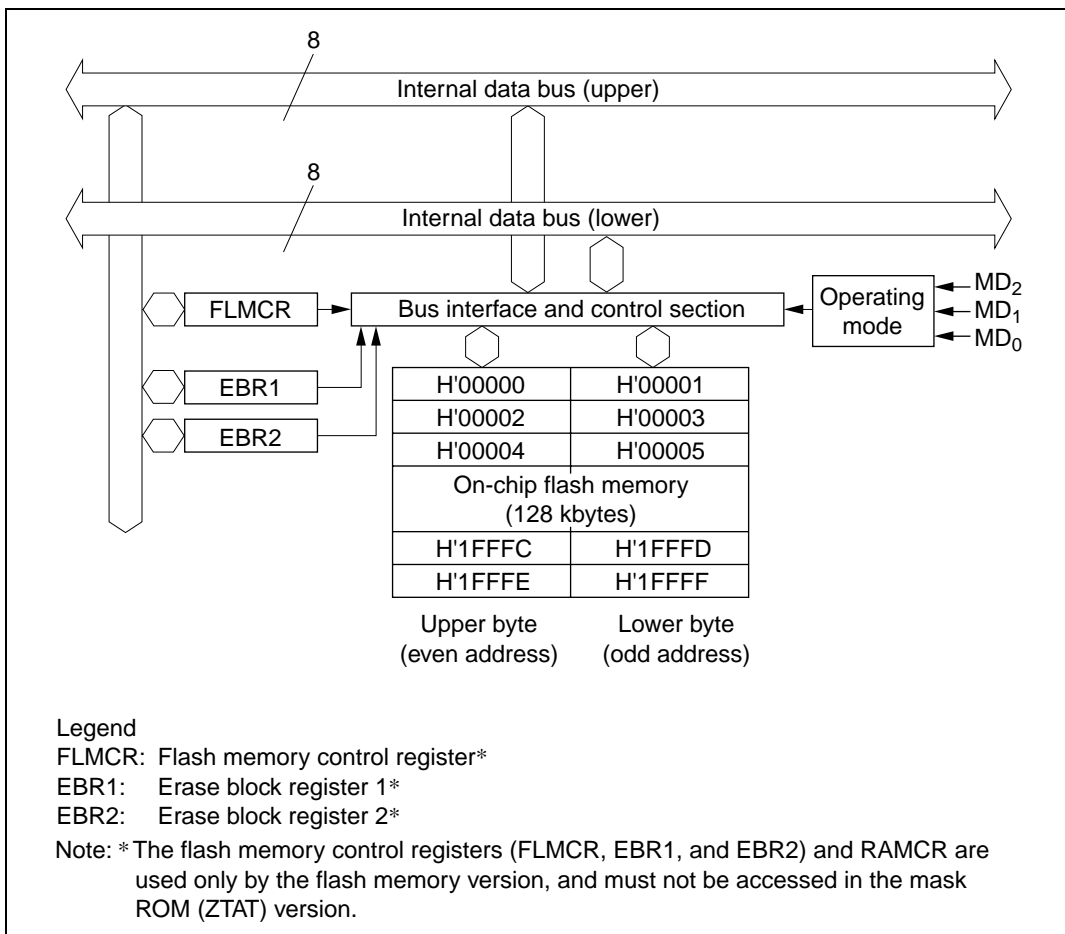 8
Internal data bus (upper)
8
Internal data bus (lower)
FLMCR
Bus interface and control section
Operating
mode
MD2
MD1
MD0
EBR1
EBR2
H'00000 H'00001
H'00002 H'00003
H'00004 H'00005
On-chip flash memory
(128 kbytes)
H'1FFFC H'1FFFD
H'1FFFE H'1FFFF
Upper byte
(even address)
Lower byte
(odd address)
Legend
FLMCR: Flash memory control register*
EBR1: Erase block register 1*
EBR2: Erase block register 2*
Note: * The flash memory control registers (FLMCR, EBR1, and EBR2) and RAMCR are
used only by the flash memory version, and must not be accessed in the mask
ROM (ZTAT) version.